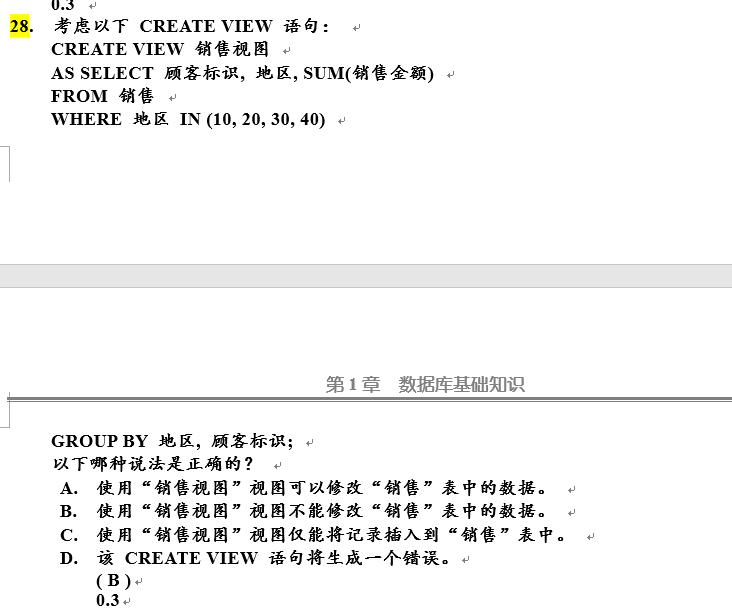 0.3
28. 考虑以下 CREATE VIEW 语句：
CREATE VIEW 销售视图
AS SELECT 顾客标识, 地区, SUM(销售金额)
FROM 销售
WHERE 地区 IN (10, 20, 30, 40)
第 1 章 数据库基础知识
GROUP BY 地区, 顾客标识;
以下哪种说法是正确的？
A. 使用“销售视图”视图可以修改“销售”表中的数据。
B. 使用“销售视图”视图不能修改“销售”表中的数据。
C. 使用“销售视图”视图仅能将记录插入到“销售”表中。
D. 该 CREATE VIEW 语句将生成一个错误。
( B )
0.3